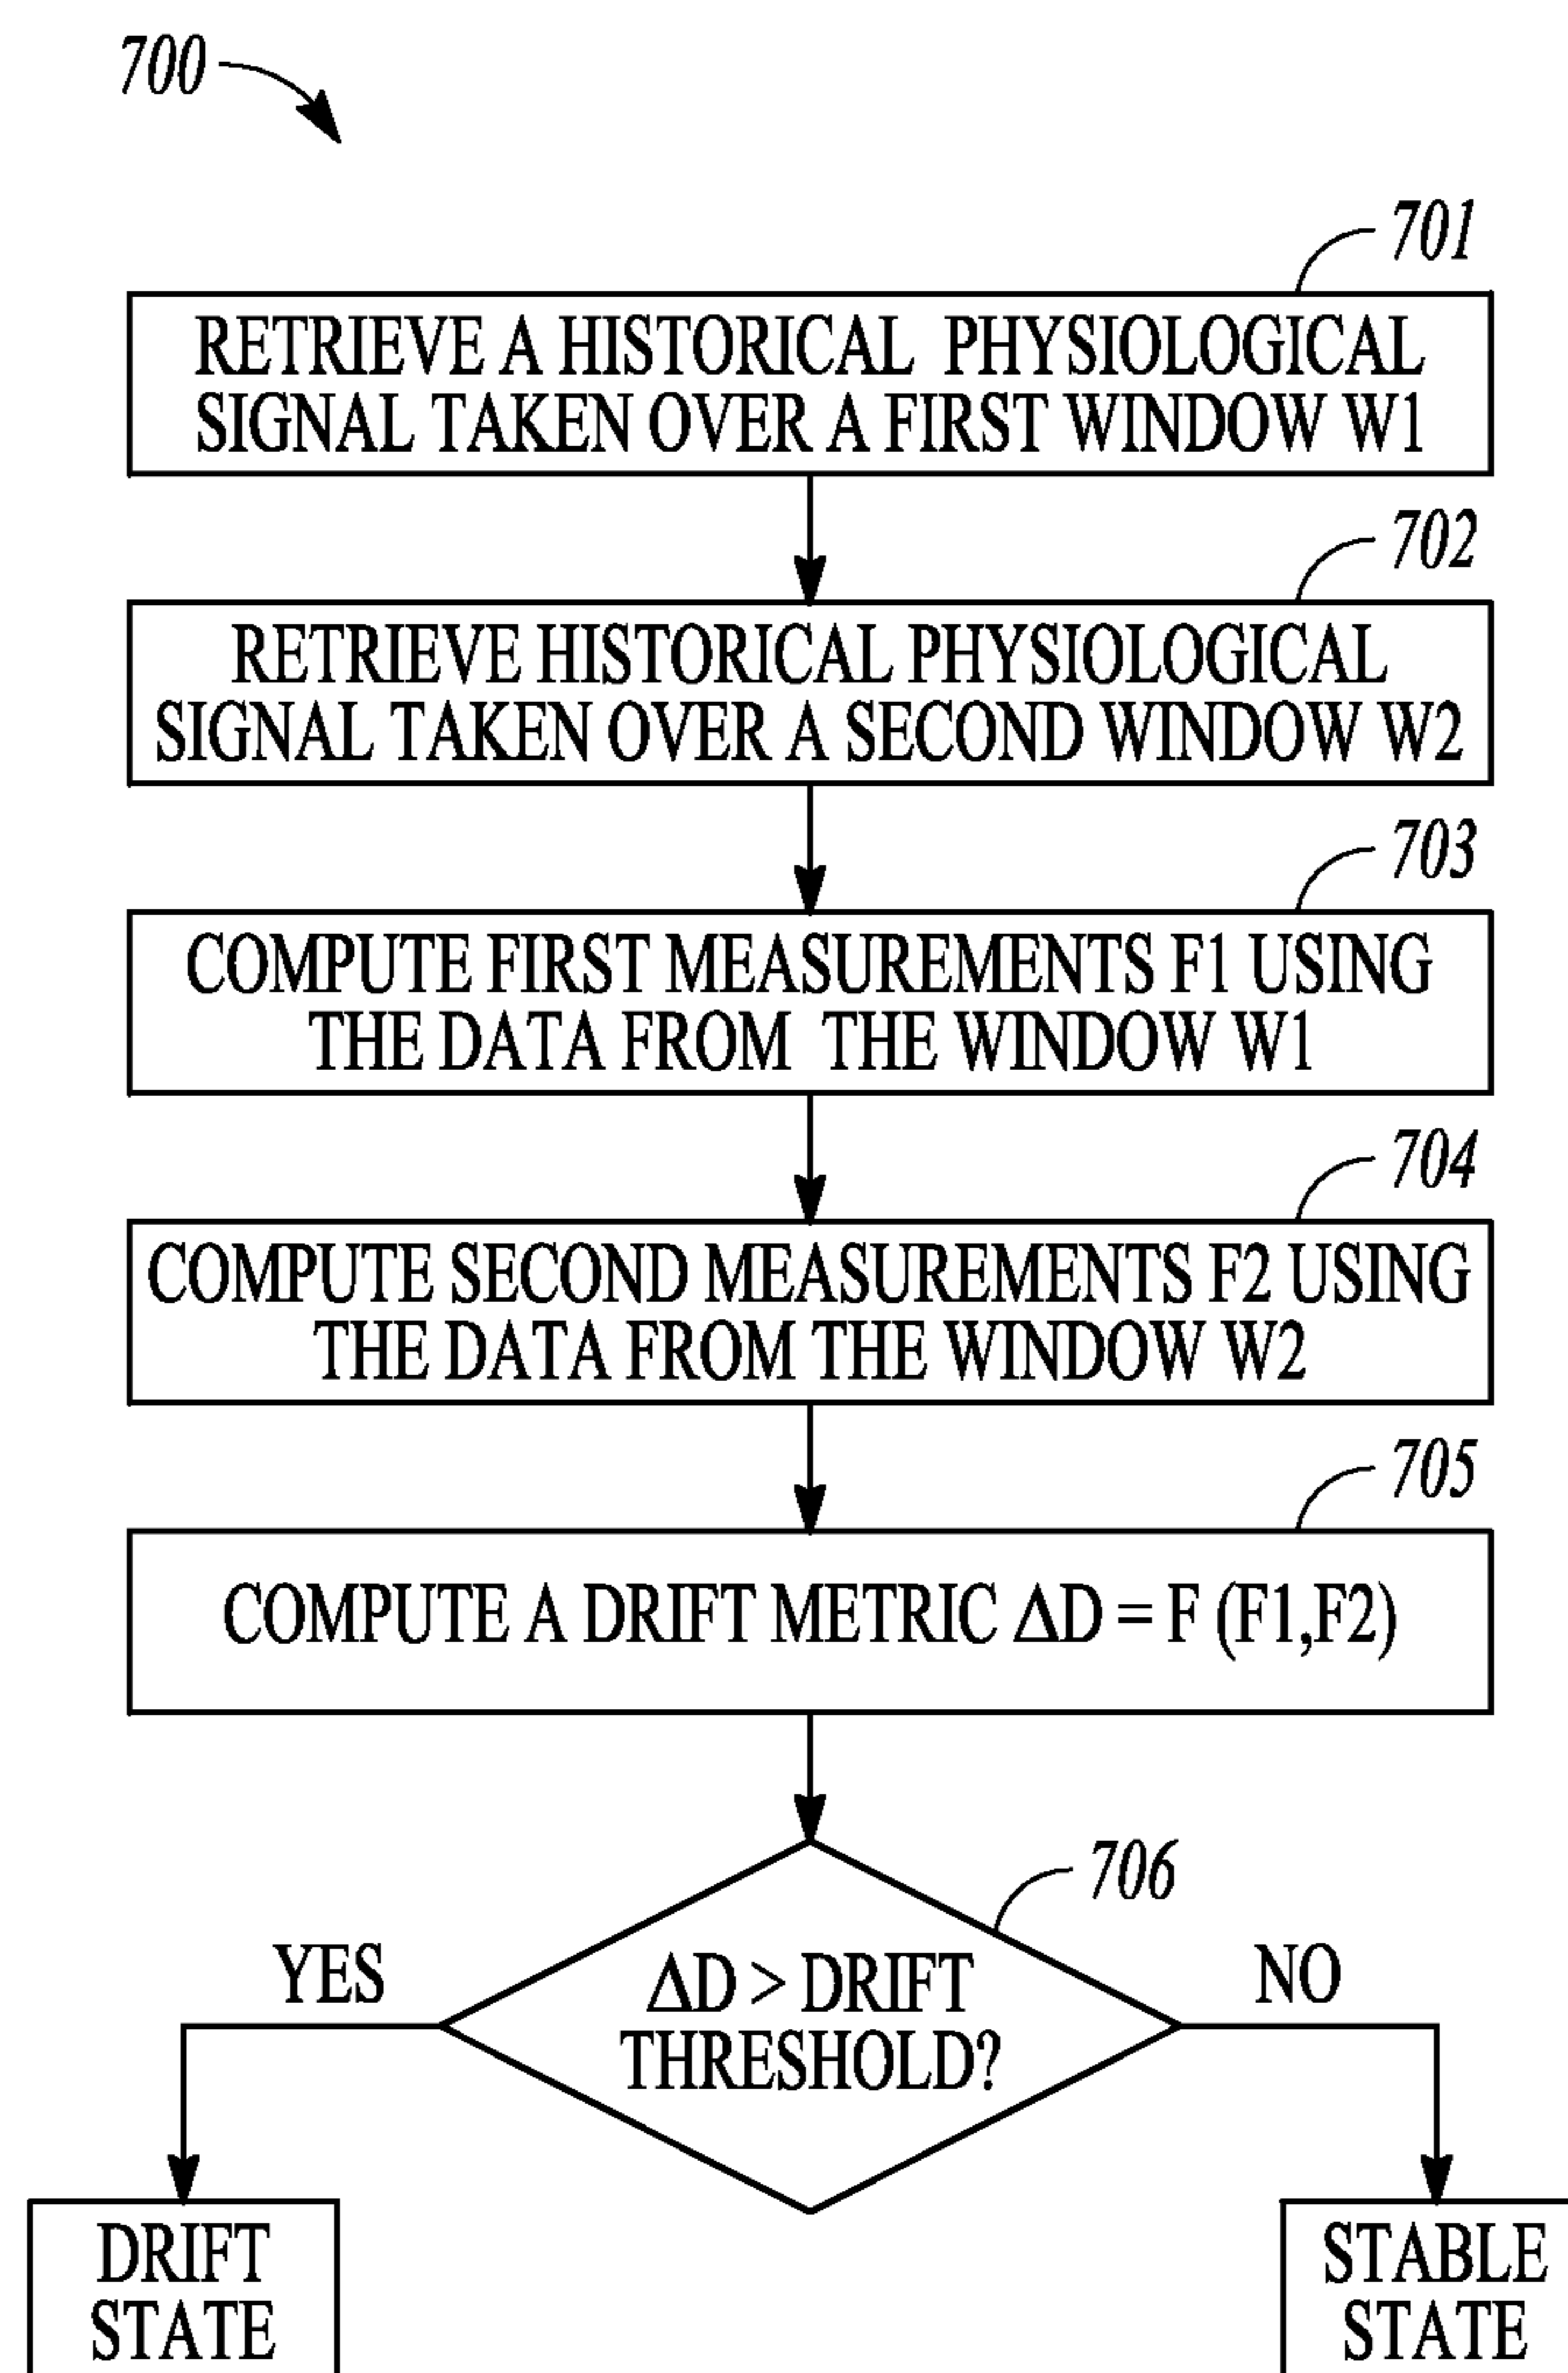 700
701
RETRIEVE A HISTORICAL PHYSIOLOGICAL
SIGNAL TAKEN OVER A FIRST WINDOW W1
702
RETRIEVE HISTORICAL PHYSIOLOGICAL
SIGNAL TAKEN OVER A SECOND WINDOW W2
703
COMPUTE FIRST MEASUREMENTS F1 USING
THE DATA FROM THE WINDOW W1
704
COMPUTE SECOND MEASUREMENTS F2 USING
THE DATA FROM THE WINDOW W2
705
COMPUTE A DRIFT METRIC ΔD = F (F1,F2)
706
YES
ΔD > DRIFT
THRESHOLD?
NO
DRIFT
STATE
STABLE
STATE